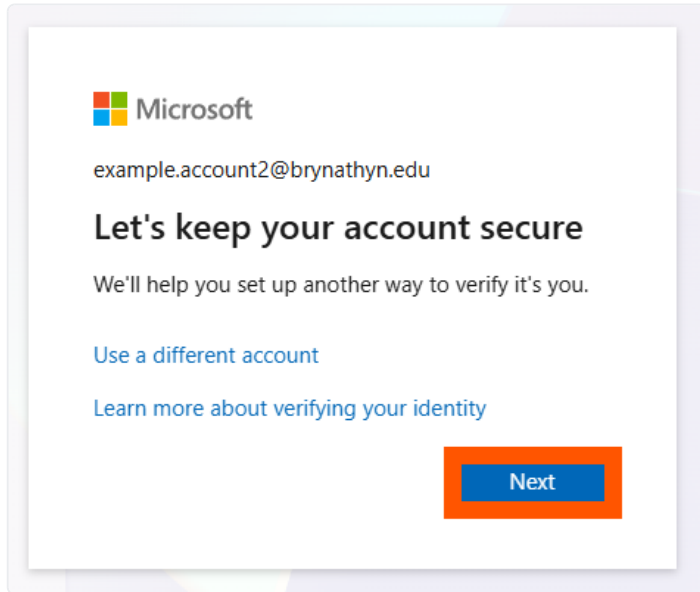 Microsoft
example.account2@brynathyn.edu
Let's keep your account secure
We'll help you set up another way to verify it's you.
Use a different account
Learn more about verifying your identity
Next